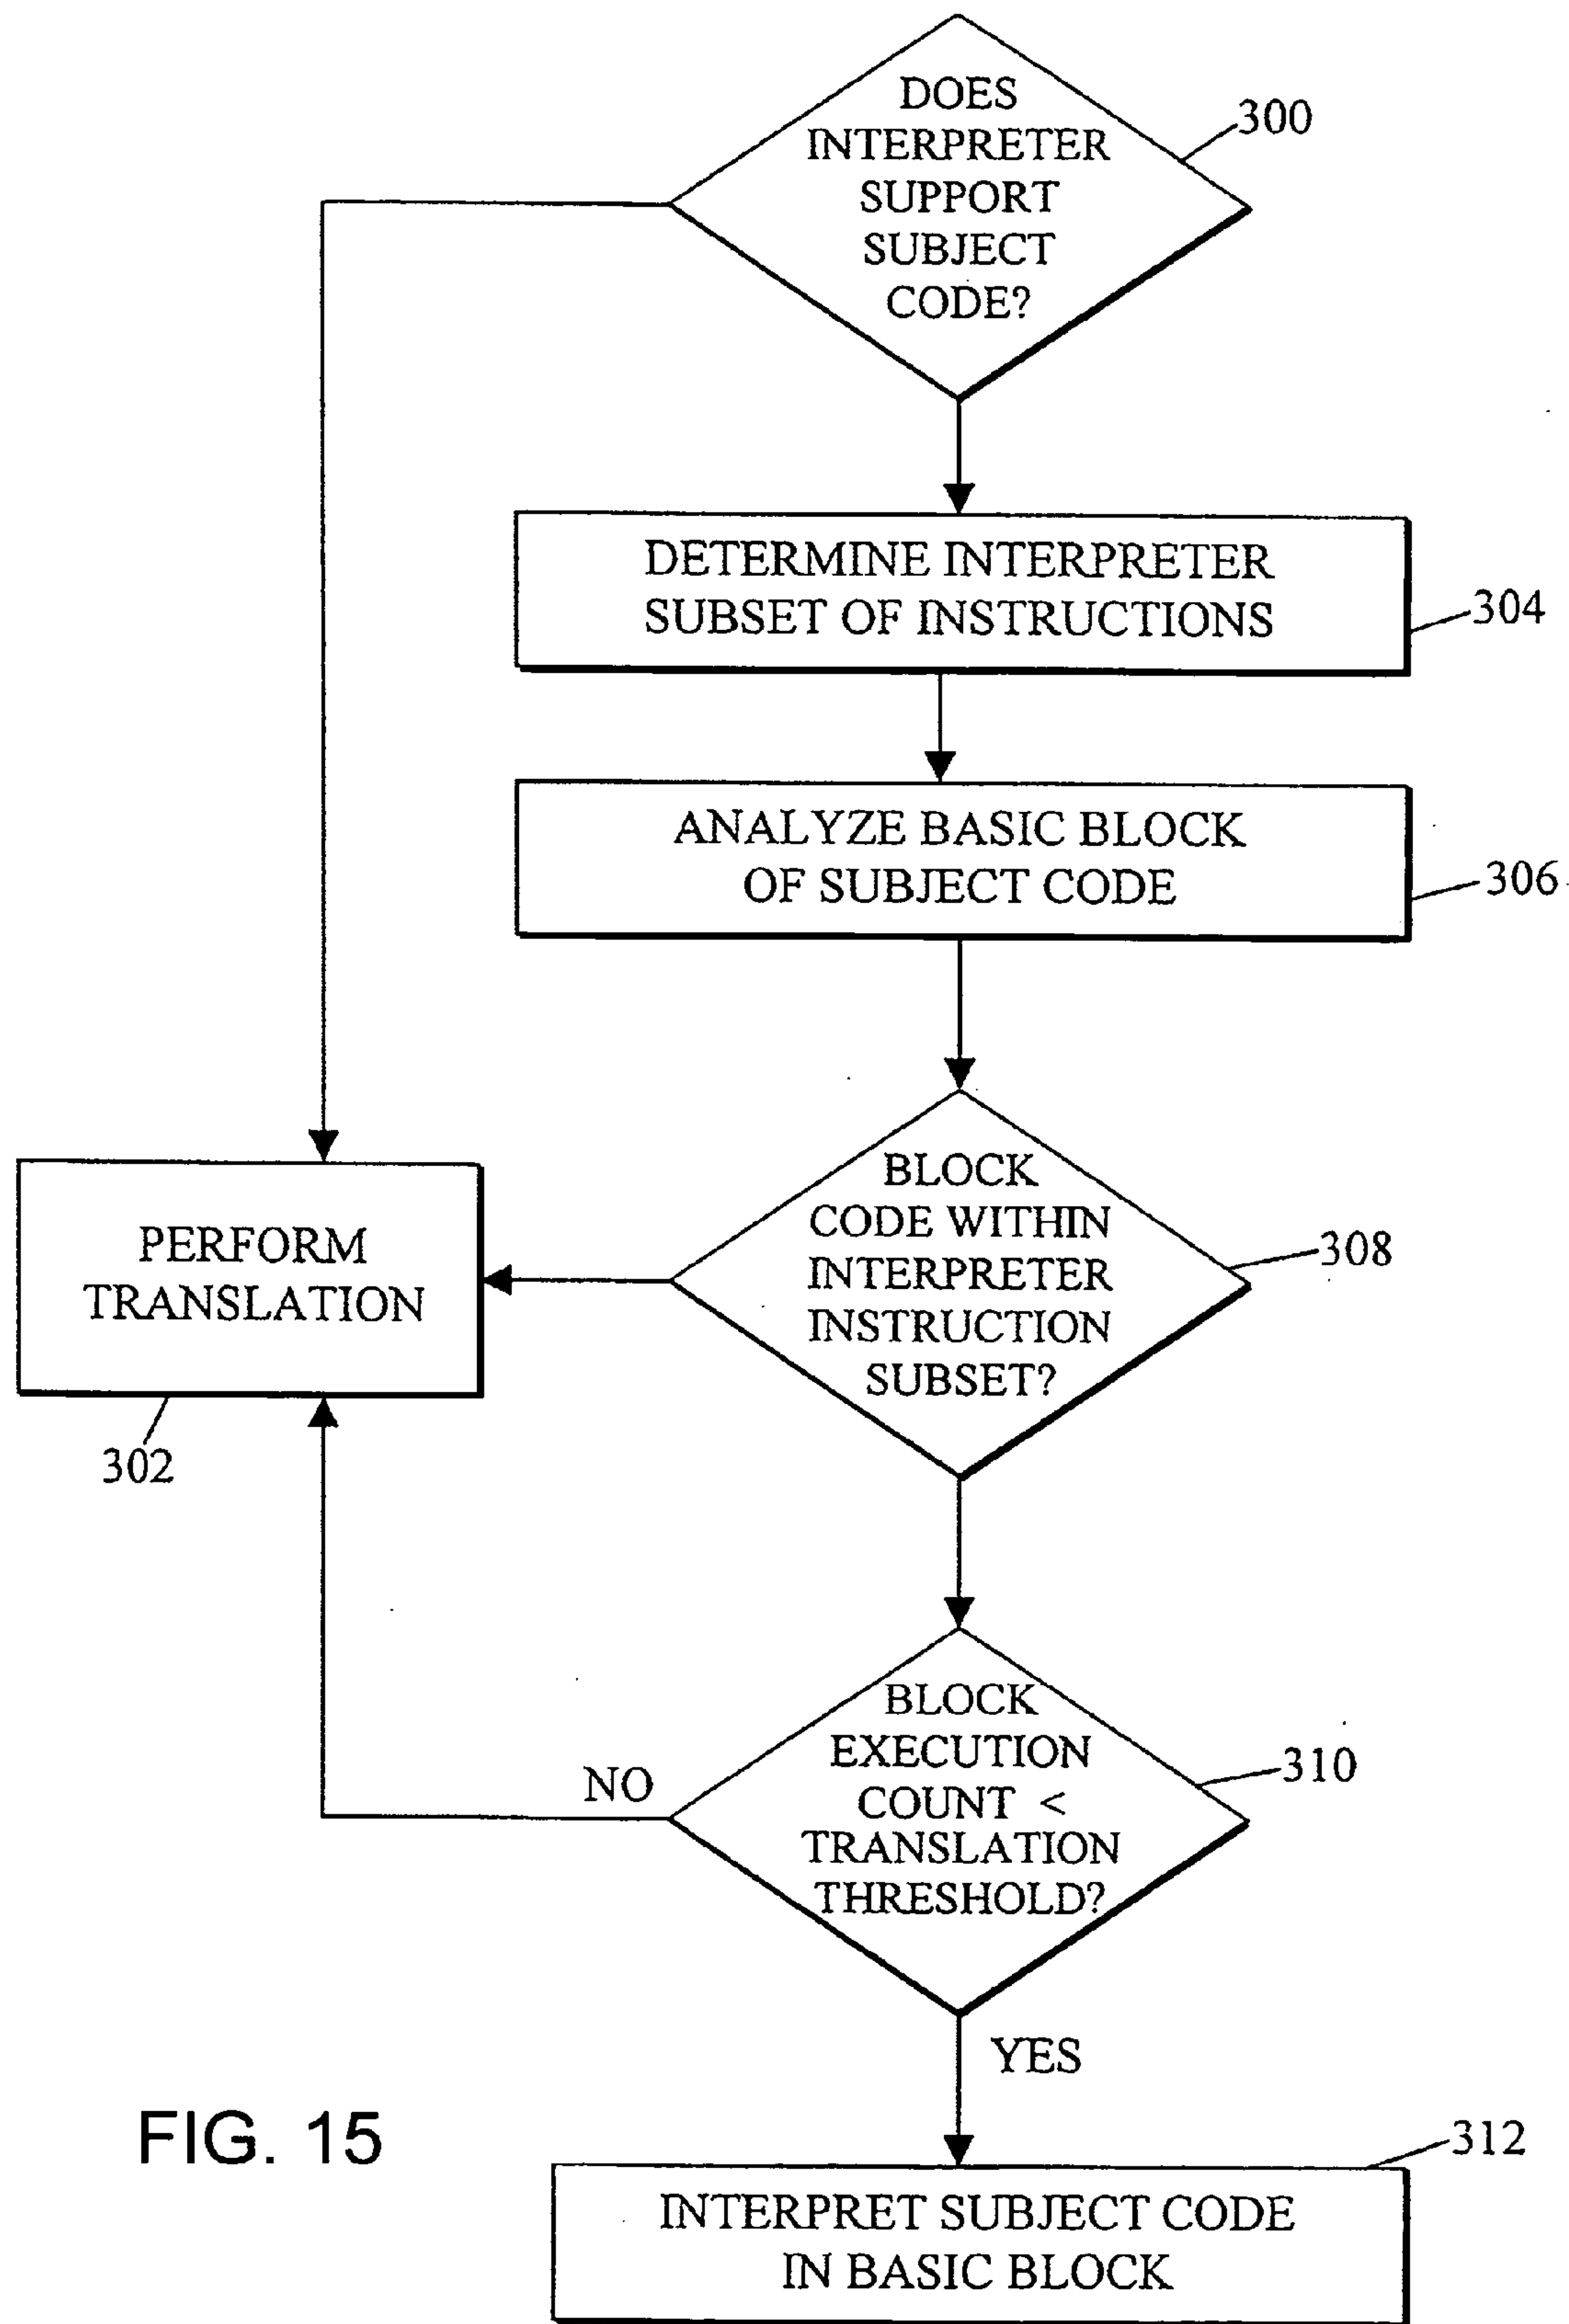 DOES
INTERPRETER
SUPPORT
SUBJECT
CODE?
300
DETERMINE INTERPRETER
SUBSET OF INSTRUCTIONS
304
ANALYZE BASIC BLOCK
OF SUBJECT CODE
306
BLOCK
CODE WITHIN
INTERPRETER
INSTRUCTION
SUBSET?
308
PERFORM
TRANSLATION
302
BLOCK
EXECUTION
COUNT <
TRANSLATION
THRESHOLD?
310
NO
YES
FIG. 15
312
INTERPRET SUBJECT CODE
IN BASIC BLOCK